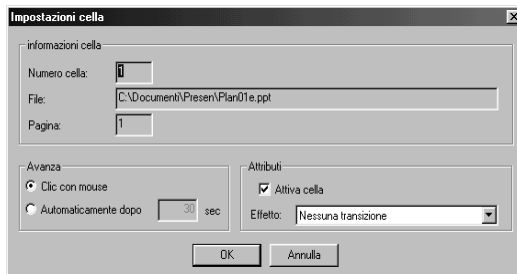 Impostazioni cella
informazioni cella
Numero cella: 1
File: C:\Documenti\Presen\Plan01e.ppt
Pagina: 1
Avanza
Clic con mouse
Automaticamente dopo 30 sec
Attributi
Attiva cella
Effetto: Nessuna transizione
OK Annulla